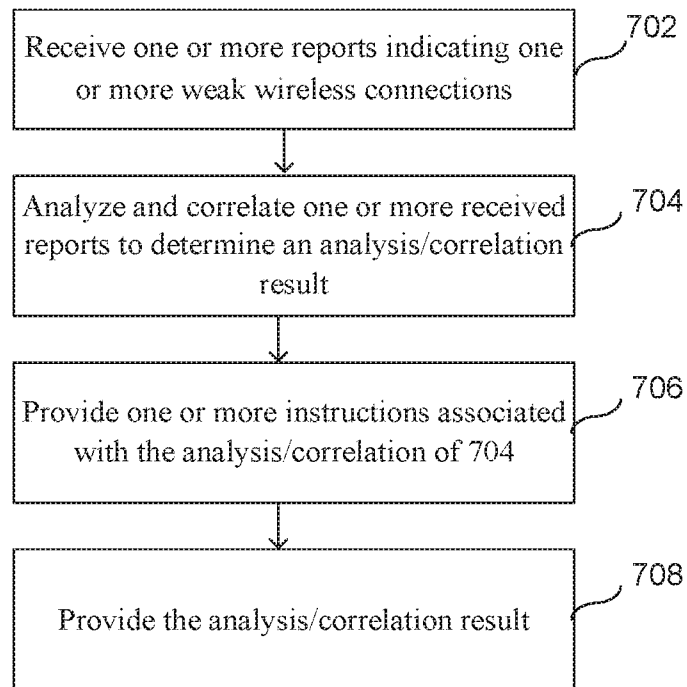 Receive one or more reports indicating one
or more weak wireless connections
702
Analyze and correlate one or more received
reports to determine an analysis/correlation
result
704
Provide one or more instructions associated
with the analysis/correlation of 704
706
Provide the analysis/correlation result
708